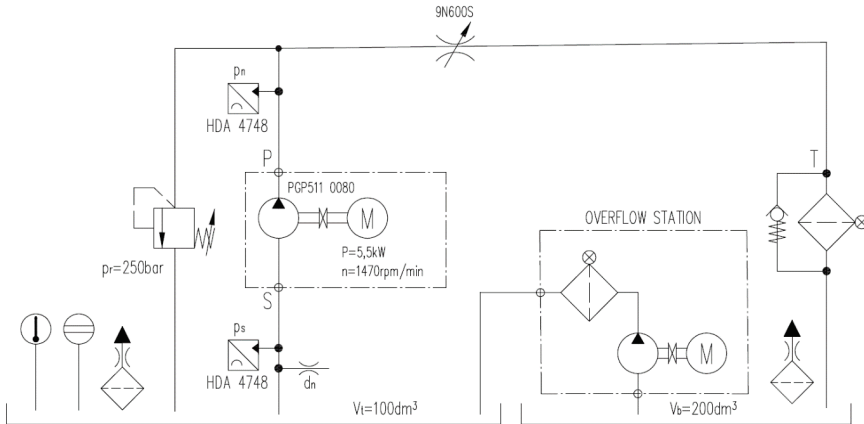 9N600S
pn
HDA 4748
P
PGP511 0080
M
P=5,5kW
n=1470rpm/min
S
pr=250bar
ps
HDA 4748
dn
Vt=100dm³
OVERFLOW STATION
M
Vb=200dm³
T